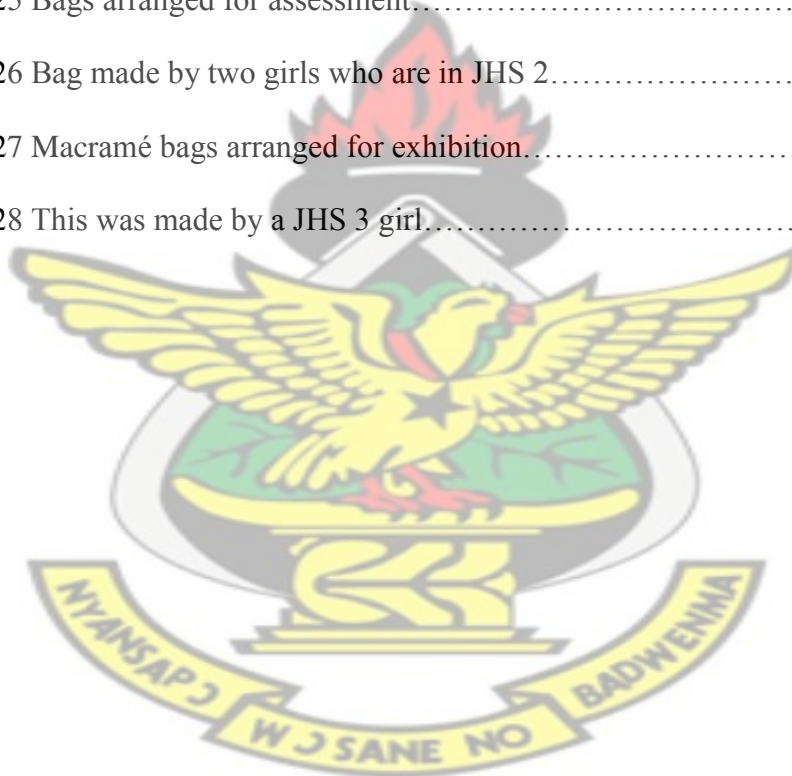 25 Bags arranged for assessment……………………………………
26 Bag made by two girls who are in JHS 2……………………
27 Macramé bags arranged for exhibition………………………
28 This was made by a JHS 3 girl…………………………………
NYANSAPƆ WƆSANE NO BADWENMA